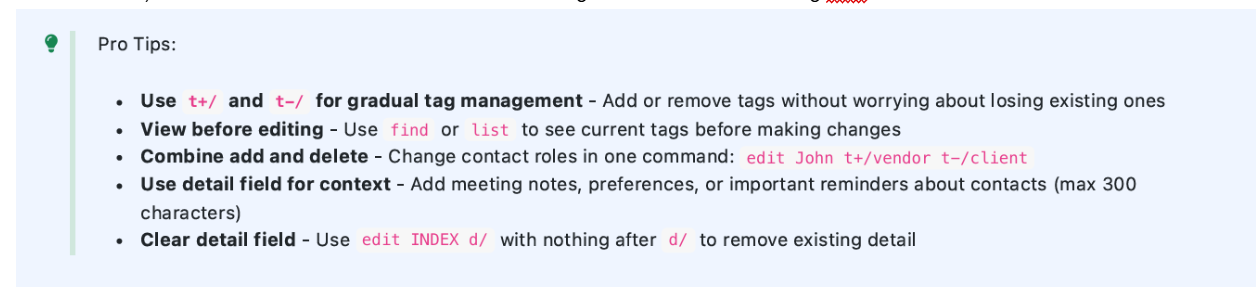 Pro Tips:
• Use t+/ and t-/ for gradual tag management - Add or remove tags without worrying about losing existing ones
• View before editing - Use find or list to see current tags before making changes
• Combine add and delete - Change contact roles in one command: edit John t+/vendor t-/client
• Use detail field for context - Add meeting notes, preferences, or important reminders about contacts (max 300
characters)
• Clear detail field - Use edit INDEX d/ with nothing after d/ to remove existing detail